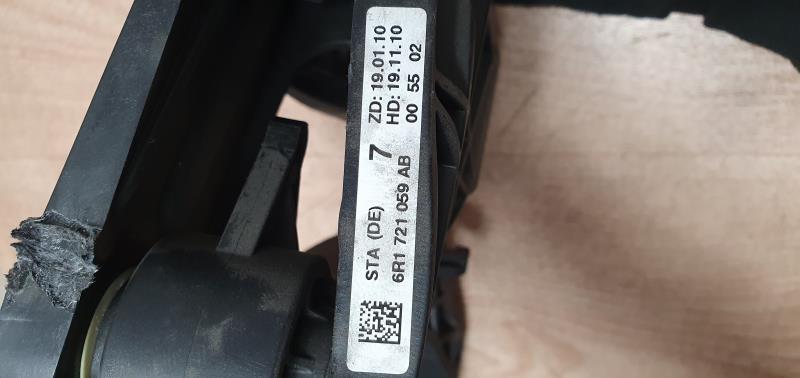 ZD: 19.01.10
HD: 19.11.10
00 55 02
STA (DE) 7
6R1 721 059 AB